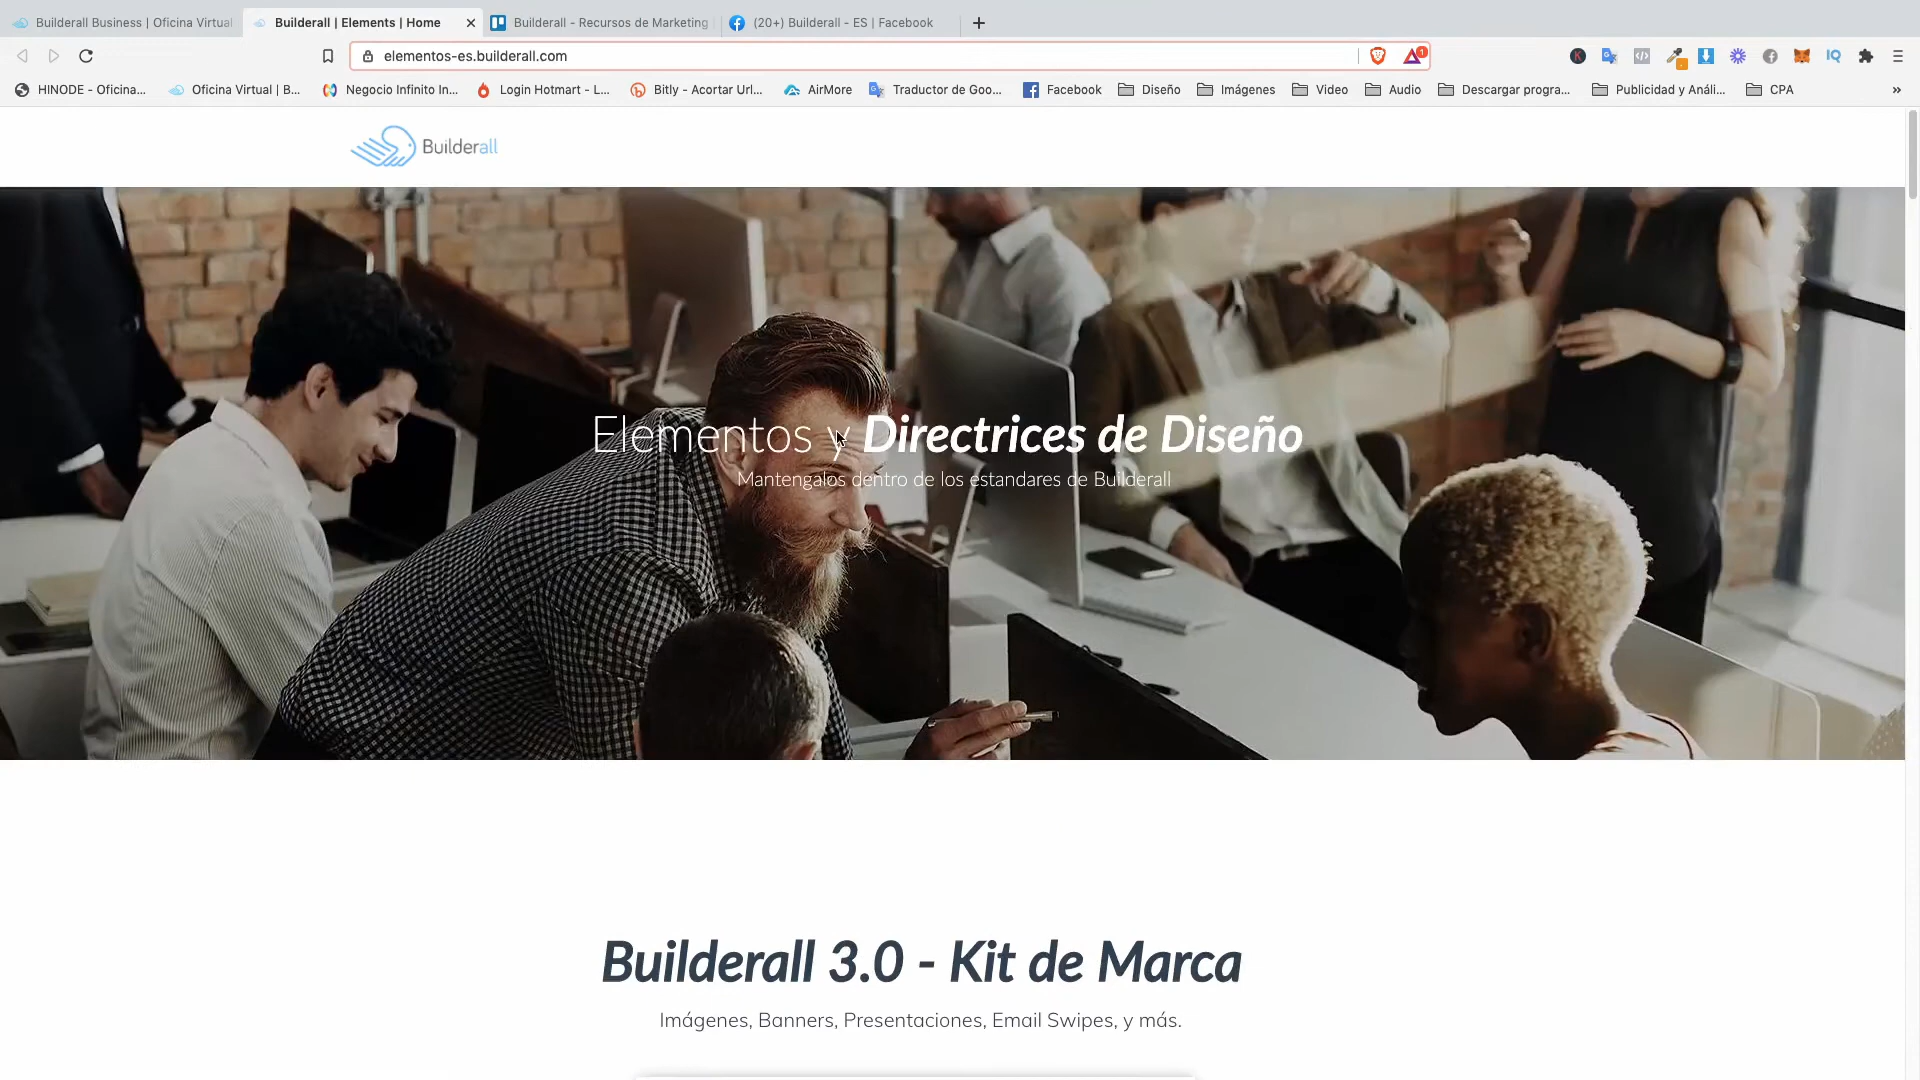 Builderall Business | Oficina Virtual
Builderall | Elements | Home
Builderall - Recursos de Marketing
(20+) Builderall - ES | Facebook
elementos-es.builderall.com
1
HINODE - Oficina...
Oficina Virtual | B...
Negocio Infinito In...
Login Hotmart - L...
Bitly - Acortar Url...
AirMore
Traductor de Goo...
Facebook
Diseño
Imágenes
Video
Audio
Descargar progra...
Publicidad y Análi...
CPA
»
Builderall
Elementos y Directrices de Diseño
Mantengalos dentro de los estandares de Builderall
Builderall 3.0 - Kit de Marca
Imágenes, Banners, Presentaciones, Email Swipes, y más.